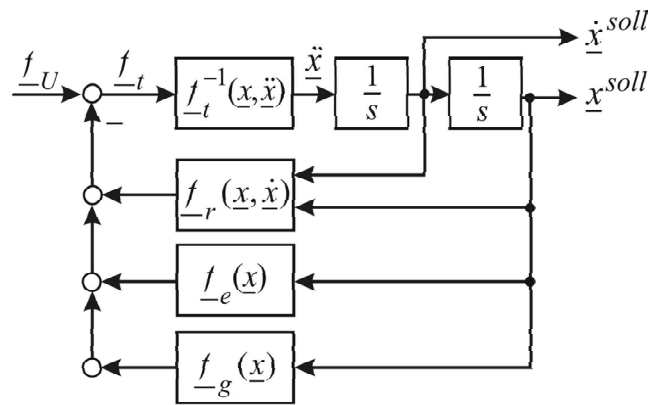 f_U
f_t
f_t^{-1}(x, ẍ)
ẍ
1/s
1/s
ẋ^{soll}
x^{soll}
–
f_r(x, ẋ)
f_e(x)
f_g(x)